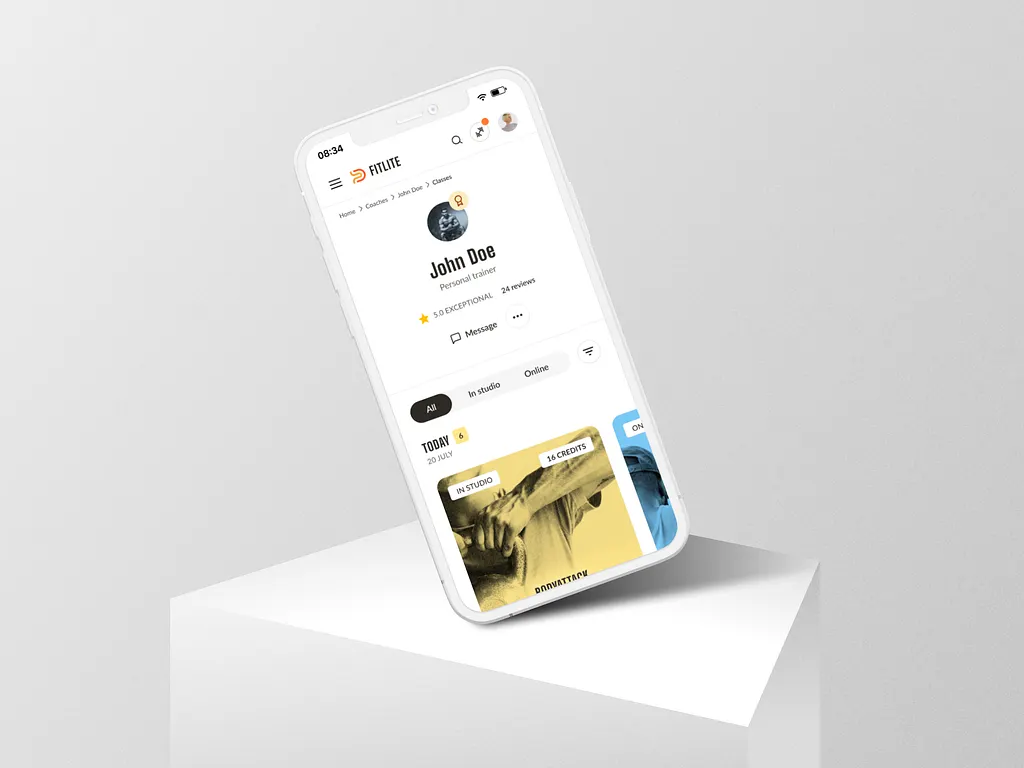 08:34
FITLITE
Home > Coaches > John Doe > Classes
John Doe
Personal trainer
5.0 EXCEPTIONAL 24 reviews
Message
All In studio Online
TODAY 6
20 JULY
IN STUDIO 16 CREDITS
ON
BODYATTACK